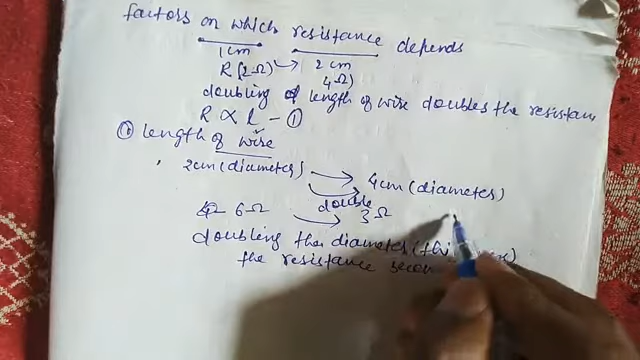 factors on which resistance depends
1cm
R(2Ω) → 2 cm
4Ω)
doubling of length of wire doubles the resistance
R ∝ l - ①
① length of wire
2cm (diameter) → 4cm (diameter)
double
6Ω → 3Ω
doubling the diameter
the resistance